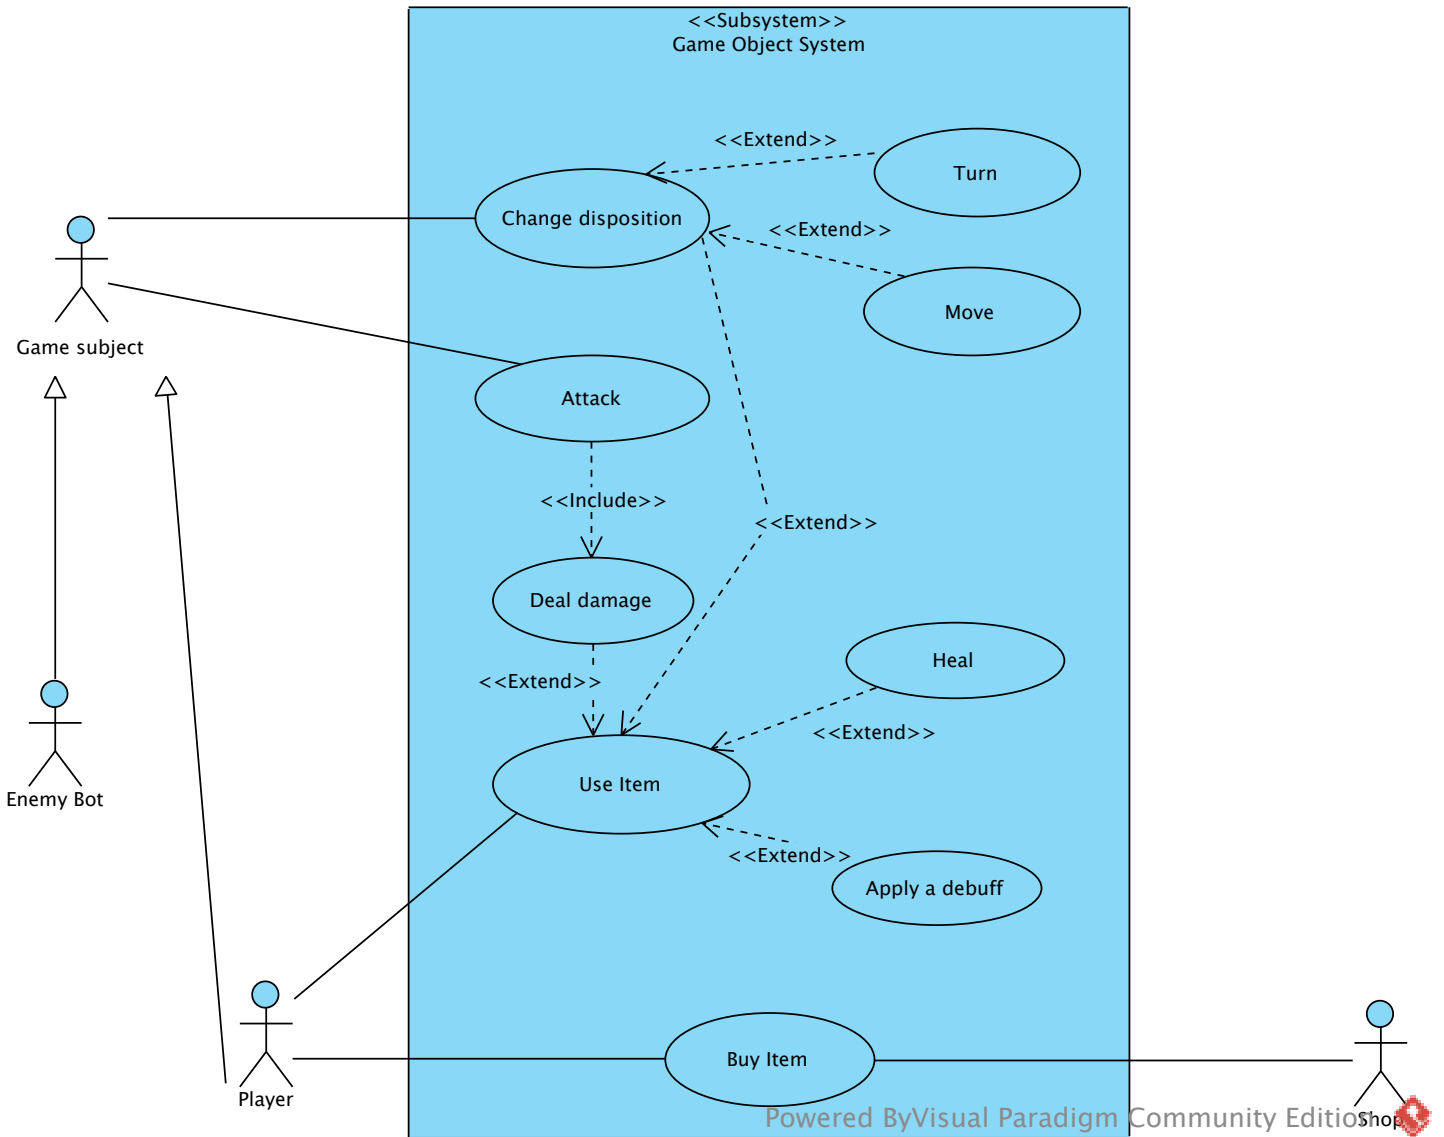 <<Subsystem>>
Game Object System
<<Extend>>
Turn
Change disposition
<<Extend>>
Move
Game subject
Attack
<<Include>>
<<Extend>>
Deal damage
Heal
<<Extend>>
<<Extend>>
Use Item
Enemy Bot
<<Extend>>
Apply a debuff
Buy Item
Player
Powered ByVisual Paradigm Community Edition
Shop